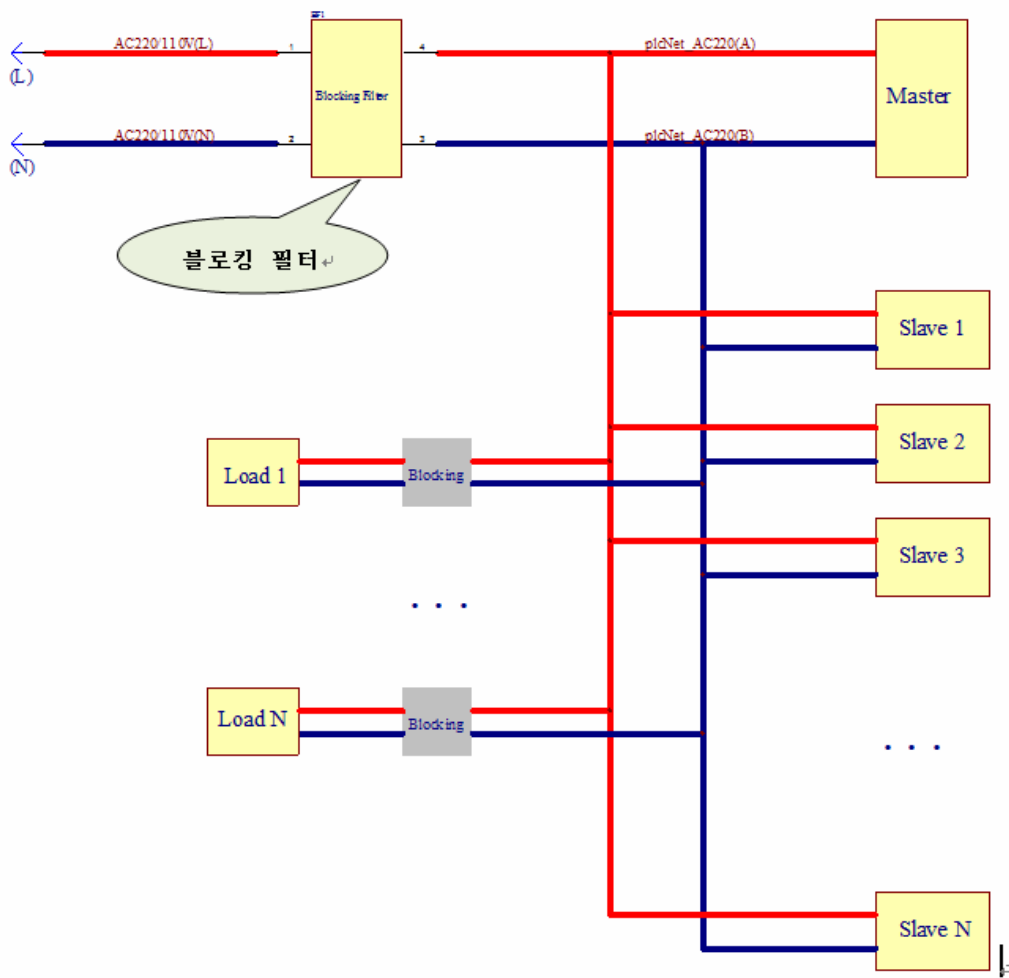 AC220/110V(L)
1
4
plcNet_AC220(A)
(L)
Blocking Filter
Master
AC220/110V(N)
2
3
plcNet_AC220(B)
(N)
블로킹 필터
Slave 1
Slave 2
Load 1
Blocking
Slave 3
. . .
Load N
Blocking
. . .
Slave N